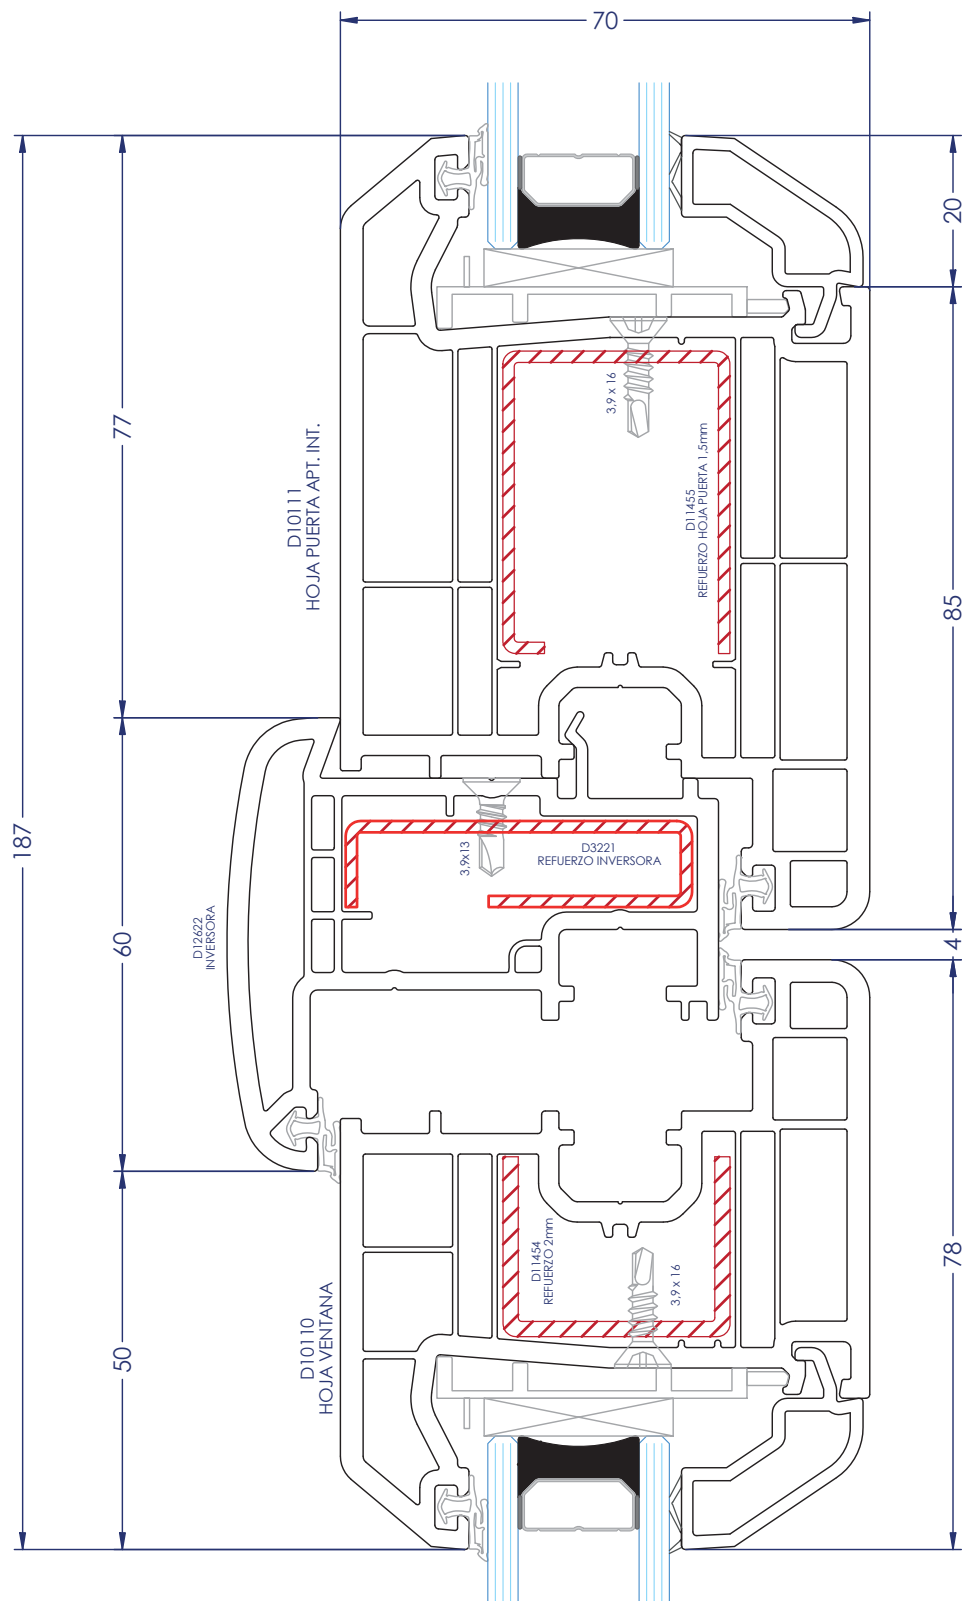 70
20
77
D10111
HOJA PUERTA APT. INT.
3,9 x 16
D11455
REFUERZO HOJA PUERTA 1,5mm
85
187
60
D12622
INVERSORA
3,9x13
D3221
REFUERZO INVERSORA
4
D11454
REFUERZO 2mm
3,9 x 16
78
D10110
HOJA VENTANA
50